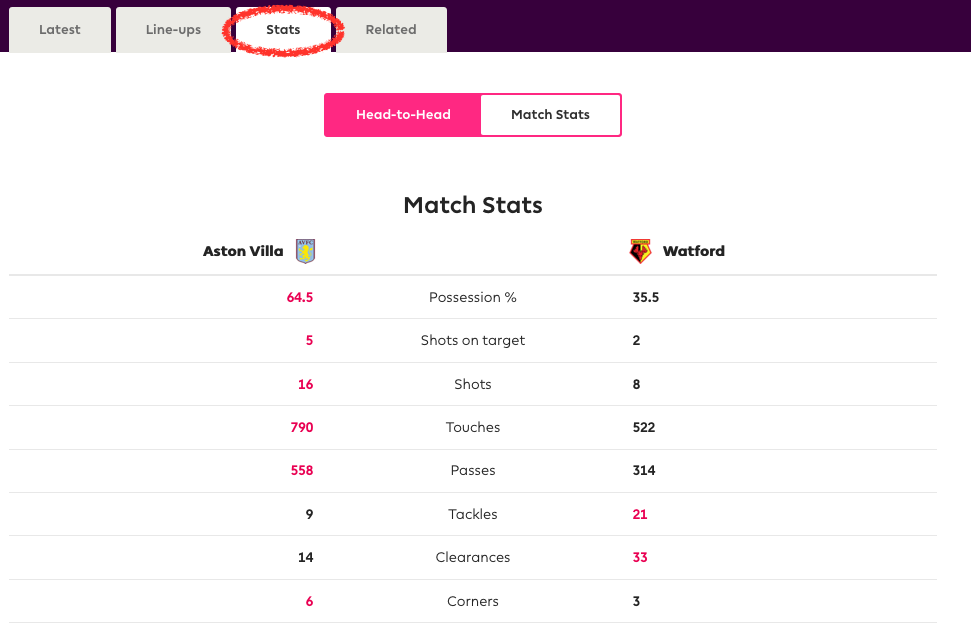 Latest Line-ups Stats Related
Head-to-Head Match Stats
Match Stats
Aston Villa Watford
64.5 Possession % 35.5
5 Shots on target 2
16 Shots 8
790 Touches 522
558 Passes 314
9 Tackles 21
14 Clearances 33
6 Corners 3